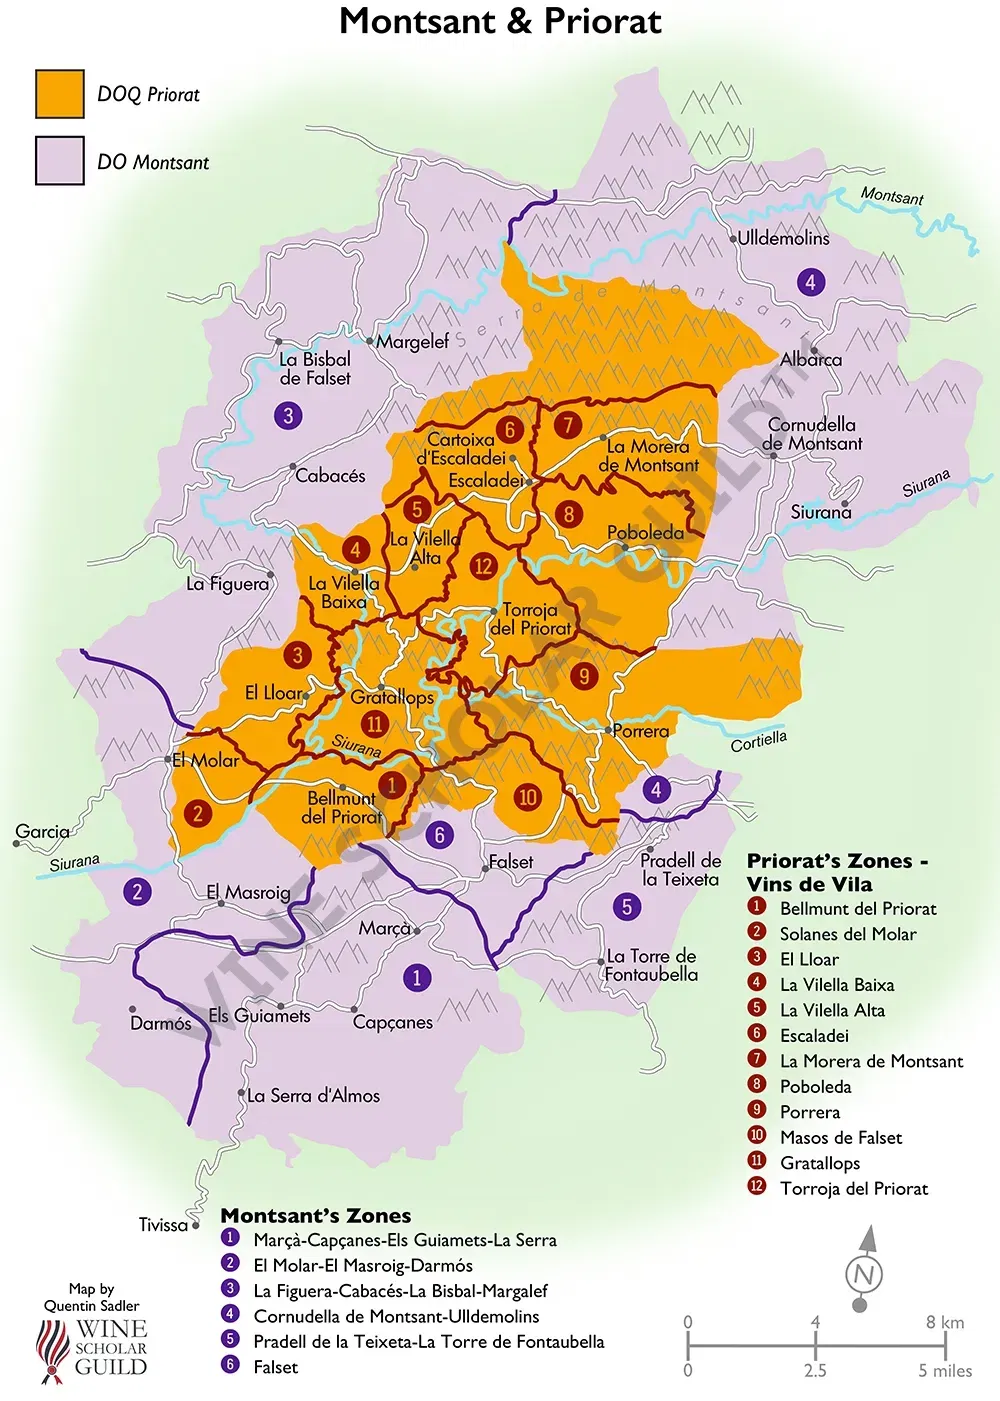 Montsant & Priorat
DOQ Priorat
DO Montsant
Montsant
Ulldemolins
4
Serra de Montsant
Margelef
Albarca
La Bisbal
de Falset
3
Cornudella
de Montsant
6
7
Cartoixa
d'Escaladei
La Morera
de Montsant
Cabacés
Escaladei
Siurana
Siurana
5
8
La Vilella
Alta
Poboleda
4
12
La Figuera
La Vilella
Baixa
Torroja
del Priorat
3
9
El Lloar
Gratallops
11
Porrera
Cortiella
Siurana
El Molar
1
4
10
Bellmunt
del Priorat
2
Garcia
6
Siurana
Falset
Pradell de
la Teixeta
2
El Masroig
5
Marçà
La Torre de
Fontaubella
1
Darmós
Els Guiamets
Capçanes
La Serra d'Almos
Tivissa
WINE SCHOLAR GUILD™
Priorat's Zones -
Vins de Vila
1 Bellmunt del Priorat
2 Solanes del Molar
3 El Lloar
4 La Vilella Baixa
5 La Vilella Alta
6 Escaladei
7 La Morera de Montsant
8 Poboleda
9 Porrera
10 Masos de Falset
11 Gratallops
12 Torroja del Priorat
Montsant's Zones
1 Marçà-Capçanes-Els Guiamets-La Serra
2 El Molar-El Masroig-Darmós
3 La Figuera-Cabacés-La Bisbal-Margalef
4 Cornudella de Montsant-Ulldemolins
5 Pradell de la Teixeta-La Torre de Fontaubella
6 Falset
Map by
Quentin Sadler
WINE
SCHOLAR
GUILD
N
0 4 8 km
0 2.5 5 miles